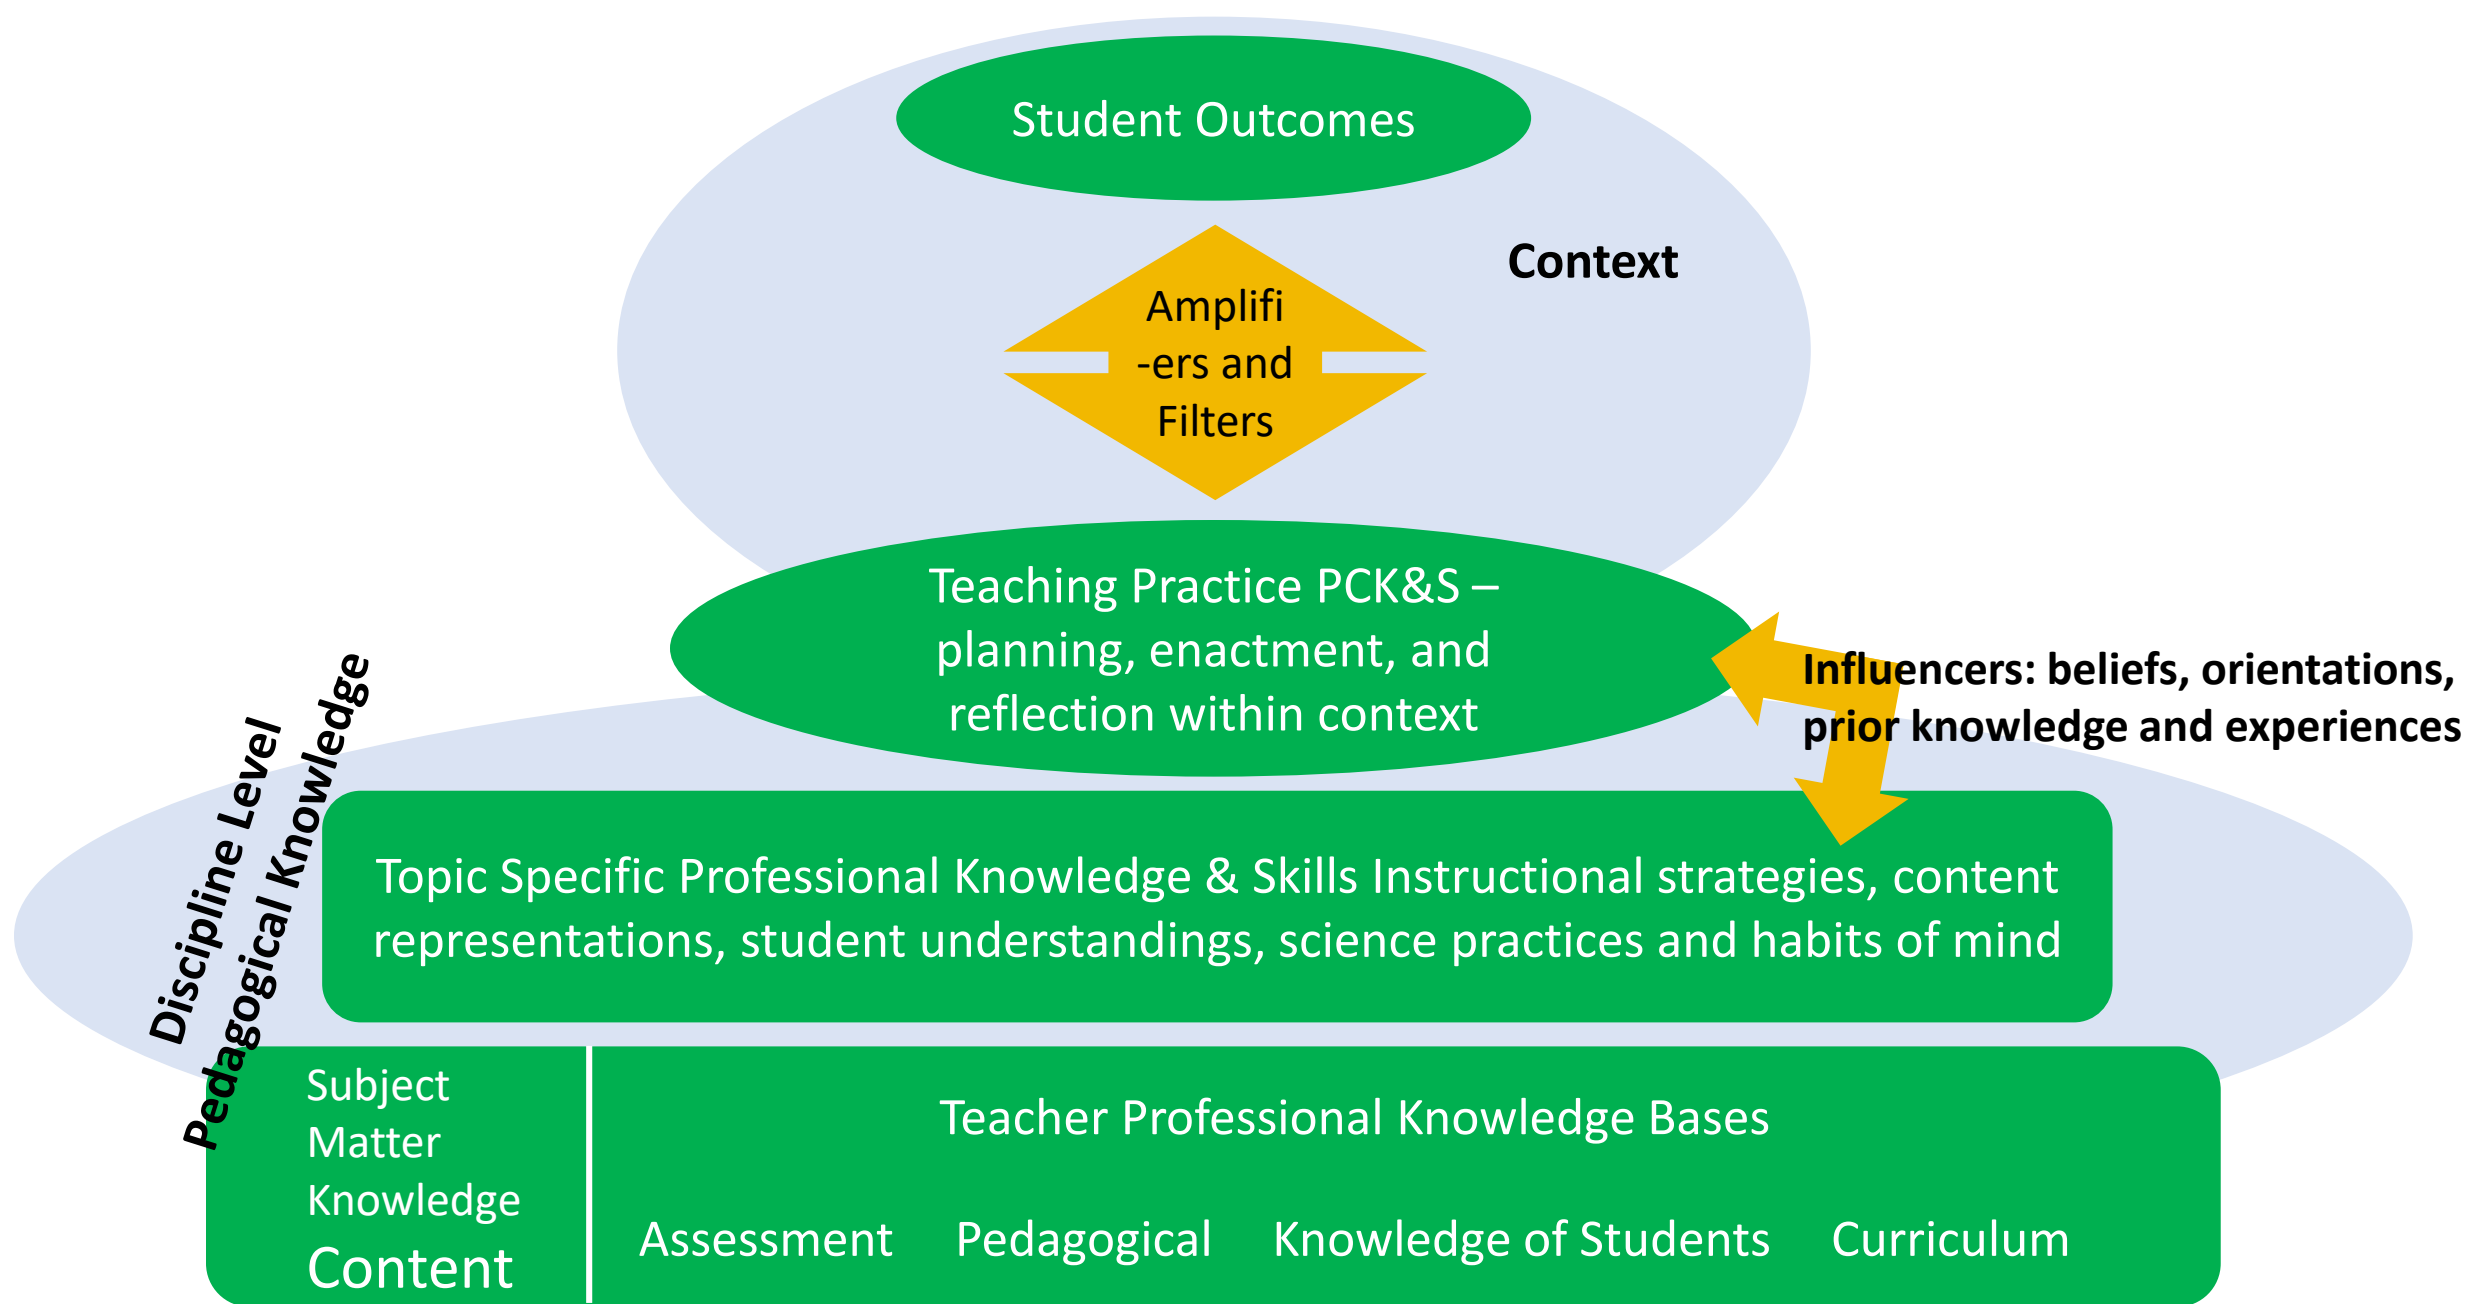 Student Outcomes
Context
Amplifi
-ers and
Filters
Teaching Practice PCK&S –
planning, enactment, and
reflection within context
Influencers: beliefs, orientations,
prior knowledge and experiences
Discipline Level
Pedagogical Knowledge
Topic Specific Professional Knowledge & Skills Instructional strategies, content
representations, student understandings, science practices and habits of mind
Subject
Matter
Knowledge
Content
Teacher Professional Knowledge Bases
Assessment Pedagogical Knowledge of Students Curriculum